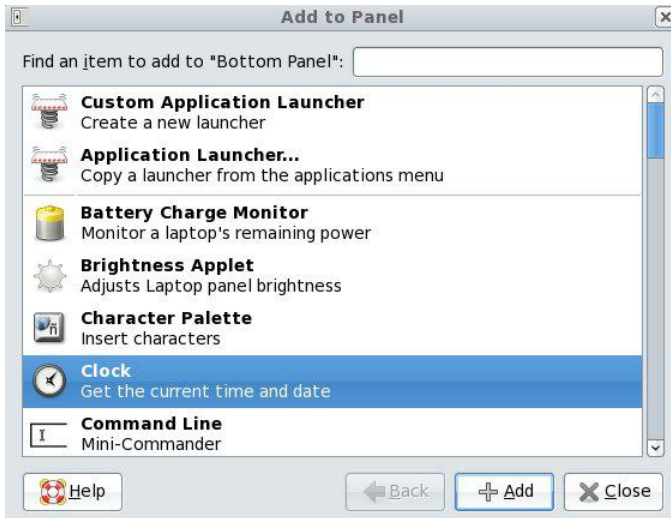 Add to Panel
Find an item to add to "Bottom Panel":
Custom Application Launcher
Create a new launcher
Application Launcher...
Copy a launcher from the applications menu
Battery Charge Monitor
Monitor a laptop's remaining power
Brightness Applet
Adjusts Laptop panel brightness
Character Palette
Insert characters
Clock
Get the current time and date
Command Line
Mini-Commander
Help Back Add Close